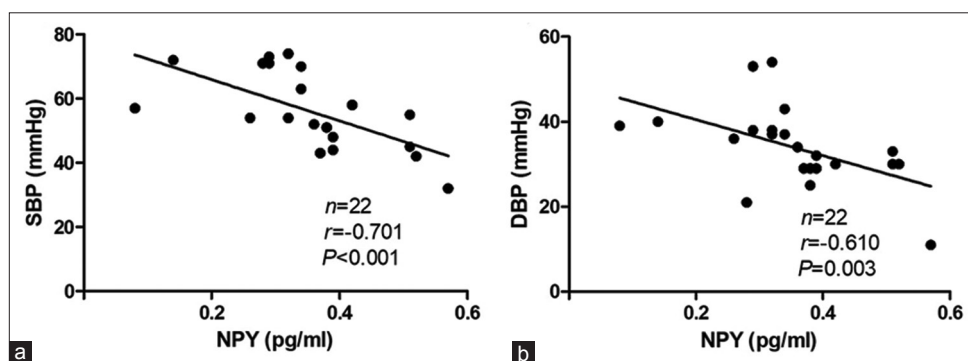 80
60
40
20
0
SBP (mmHg)
n=22
r=-0.701
P<0.001
0.2
0.4
0.6
NPY (pg/ml)
a
60
40
20
0
DBP (mmHg)
n=22
r=-0.610
P=0.003
0.2
0.4
0.6
NPY (pg/ml)
b